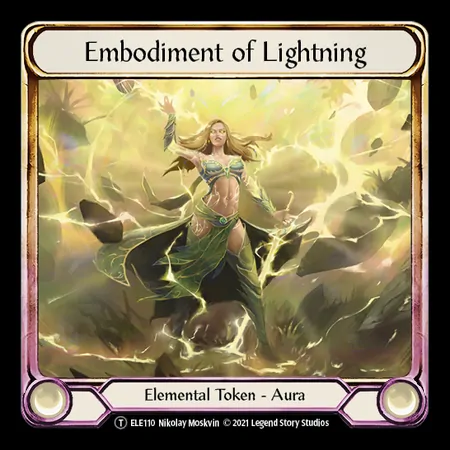 Embodiment of Lightning
Elemental Token - Aura
T ELE110 Nikolay Moskvin © 2021 Legend Story Studios